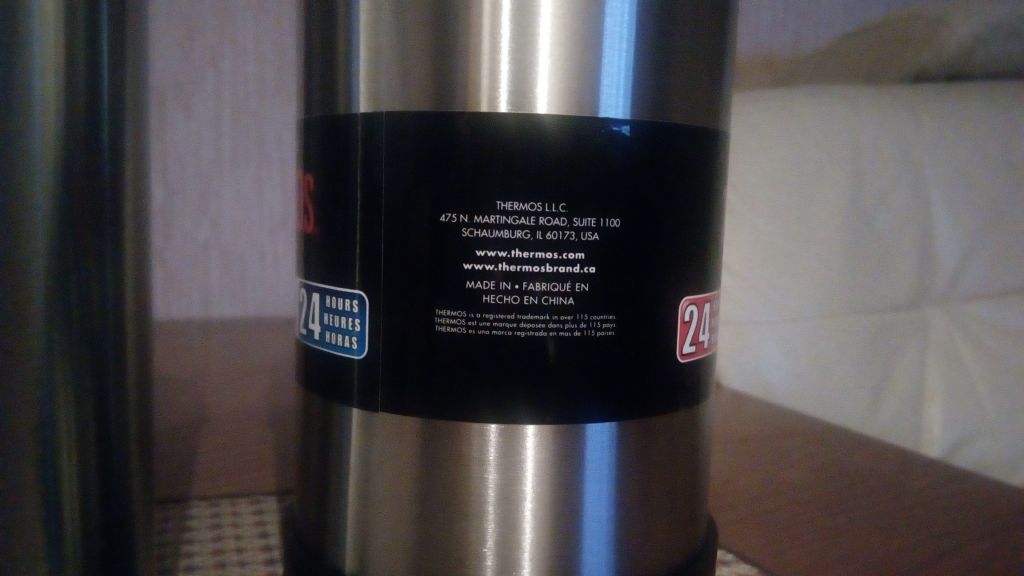 THERMOS L.L.C.
475 N. MARTINGALE ROAD, SUITE 1100
SCHAUMBURG, IL 60173, USA
www.thermos.com
www.thermosbrand.ca
MADE IN • FABRIQUÉ EN
HECHO EN CHINA
THERMOS is a registered trademark in over 115 countries.
THERMOS est une marque déposée dans plus de 115 pays.
THERMOS es una marca registrada en mas de 115 paises.
24 HOURS
HEURES
HORAS
24